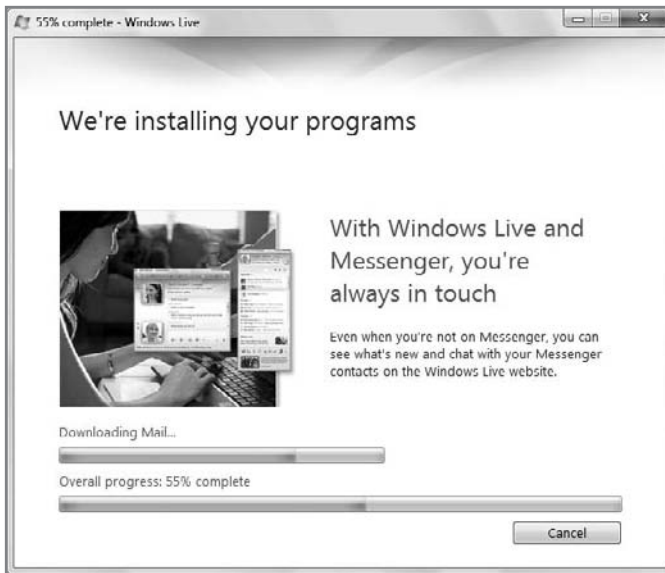 55% complete - Windows Live
We're installing your programs
With Windows Live and
Messenger, you're
always in touch
Even when you're not on Messenger, you can
see what's new and chat with your Messenger
contacts on the Windows Live website.
Downloading Mail...
Overall progress: 55% complete
Cancel